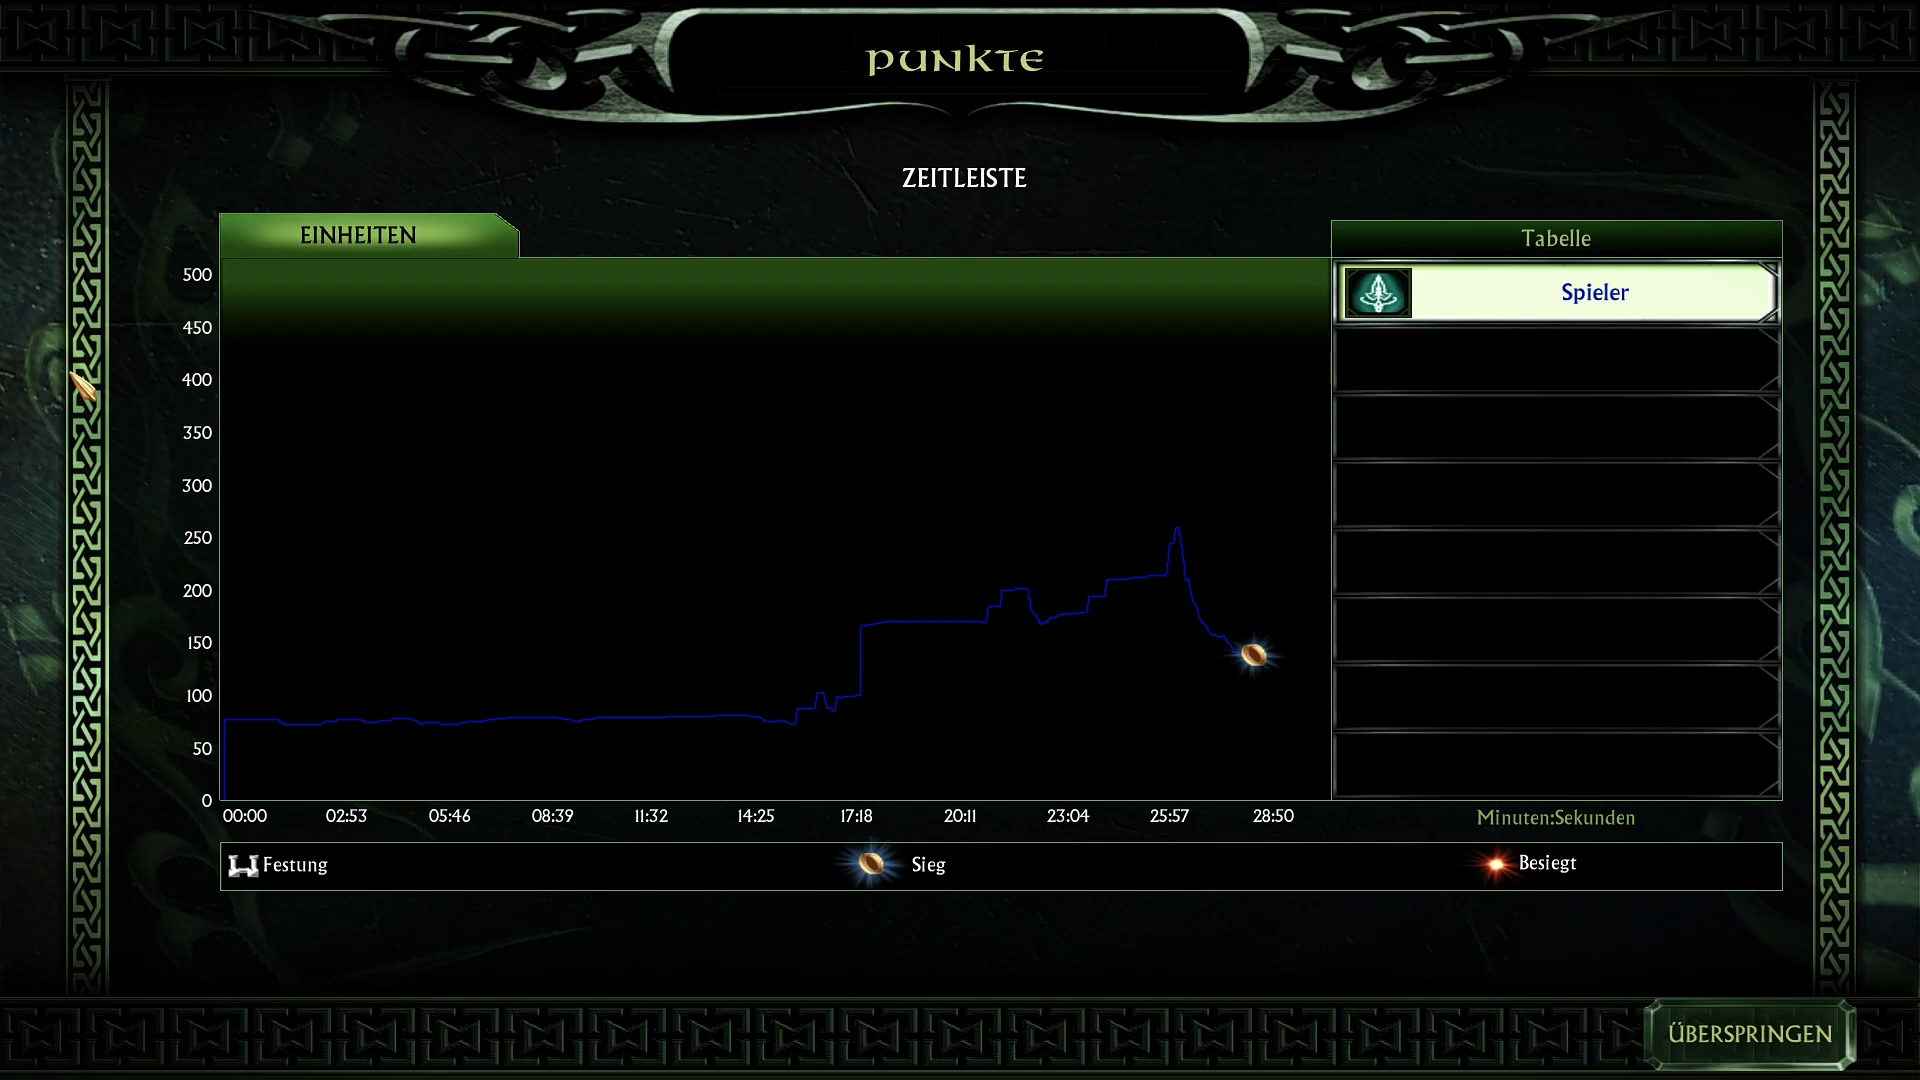 PUNKTE
ZEITLEISTE
EINHEITEN
Tabelle
Spieler
500
450
400
350
300
250
200
150
100
50
0
00:00 02:53 05:46 08:39 11:32 14:25 17:18 20:11 23:04 25:57 28:50
Minuten:Sekunden
Festung Sieg Besiegt
ÜBERSPRINGEN